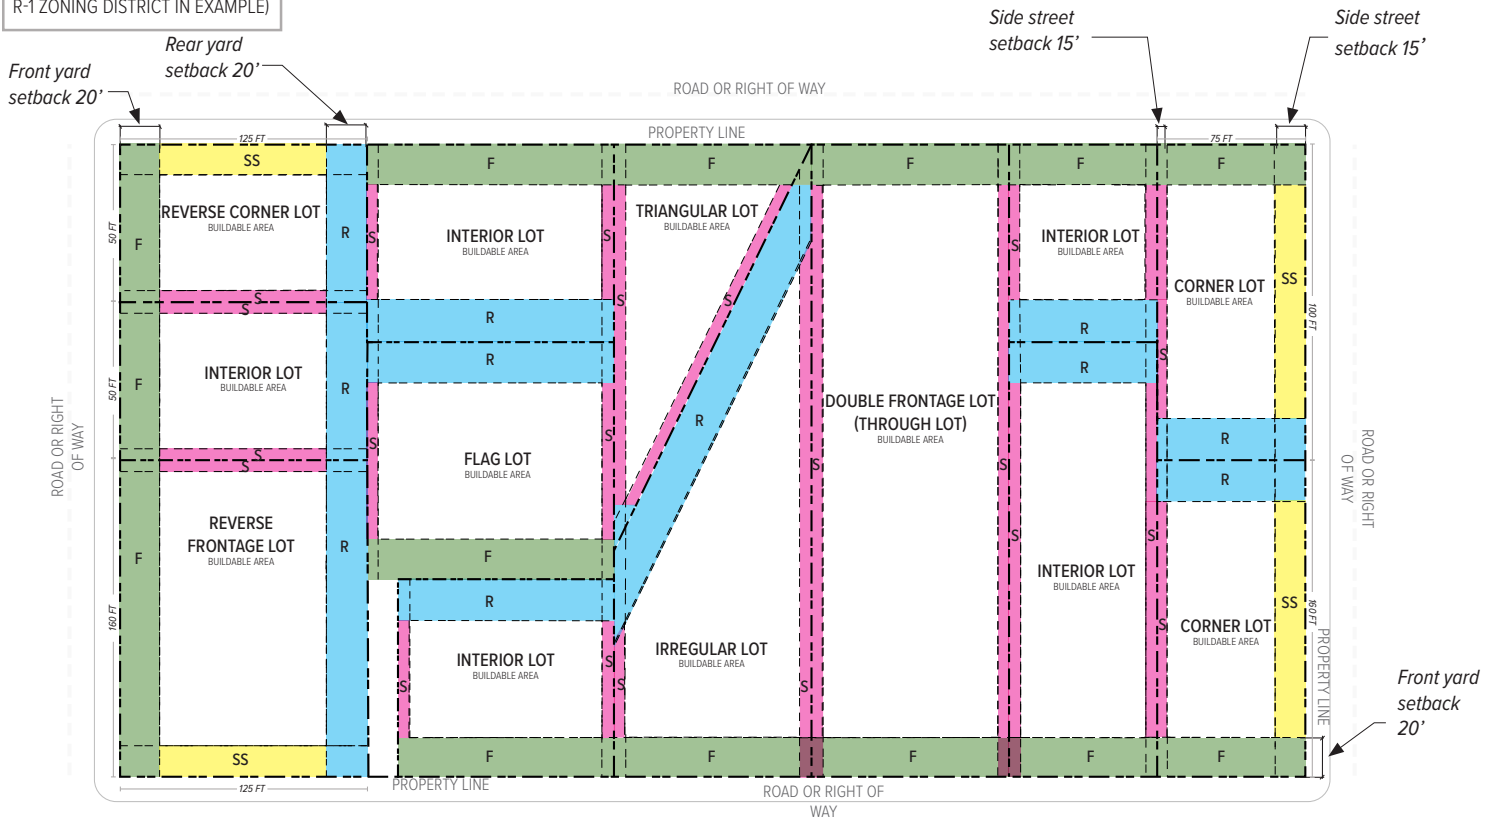 R-1 ZONING DISTRICT IN EXAMPLE)
Rear yard
setback 20'
Front yard
setback 20'
Side street
setback 15'
Side street
setback 15'
ROAD OR RIGHT OF WAY
PROPERTY LINE
125 FT
75 FT
SS
F
F
F
F
F
REVERSE CORNER LOT
BUILDABLE AREA
F
R
50 FT
S
INTERIOR LOT
BUILDABLE AREA
S
TRIANGULAR LOT
BUILDABLE AREA
S
INTERIOR LOT
BUILDABLE AREA
CORNER LOT
BUILDABLE AREA
SS
S
S
S
S
R
R
R
R
100 FT
S
INTERIOR LOT
BUILDABLE AREA
F
R
50 FT
DOUBLE FRONTAGE LOT
(THROUGH LOT)
BUILDABLE AREA
R
ROAD OR RIGHT
OF WAY
S
S
S
FLAG LOT
BUILDABLE AREA
S
S
S
R
R
ROAD OR RIGHT
OF WAY
REVERSE
FRONTAGE LOT
BUILDABLE AREA
F
R
F
S
S
INTERIOR LOT
BUILDABLE AREA
R
160 FT
SS
160 FT
CORNER LOT
BUILDABLE AREA
S
INTERIOR LOT
BUILDABLE AREA
S
S
S
IRREGULAR LOT
BUILDABLE AREA
S
PROPERTY LINE
Front yard
setback
20'
SS
F
F
F
F
F
125 FT
PROPERTY LINE
ROAD OR RIGHT OF
WAY